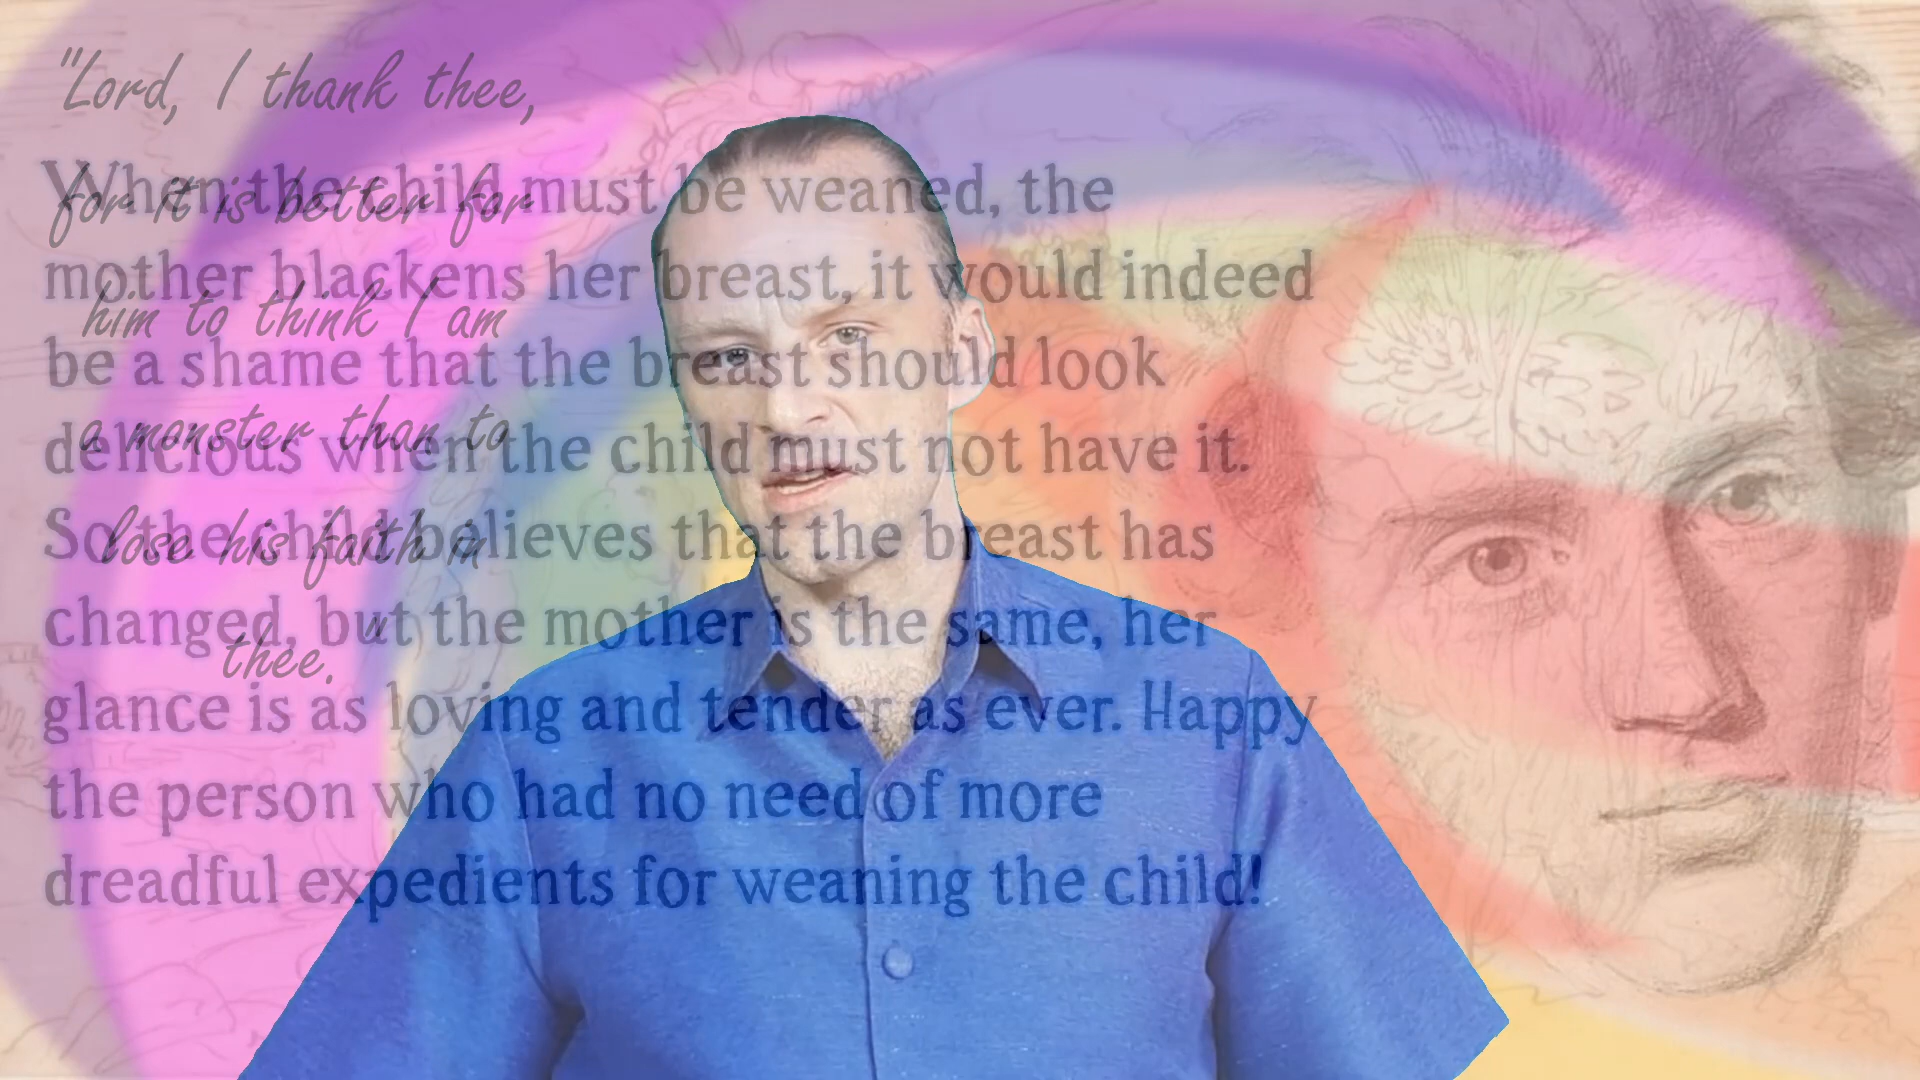 "Lord, I thank thee,
for it is better for
him to think I am
a monster than to
lose his faith in
thee.
When the child must be weaned, the
mother blackens her breast, it would indeed
be a shame that the breast should look
delicious when the child must not have it.
So the child believes that the breast has
changed, but the mother is the same, her
glance is as loving and tender as ever. Happy
the person who had no need of more
dreadful expedients for weaning the child!